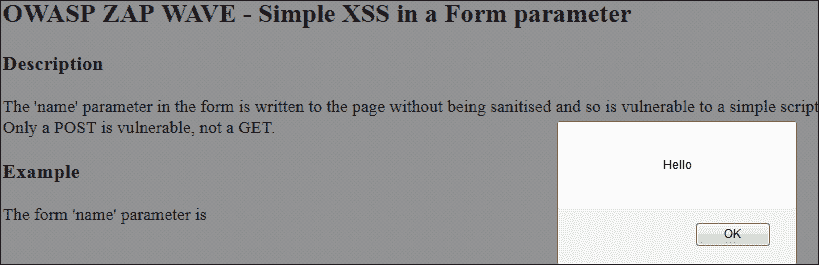 OWASP ZAP WAVE - Simple XSS in a Form parameter
Description
The 'name' parameter in the form is written to the page without being sanitised and so is vulnerable to a simple script
Only a POST is vulnerable, not a GET.
Hello
Example
The form 'name' parameter is
OK